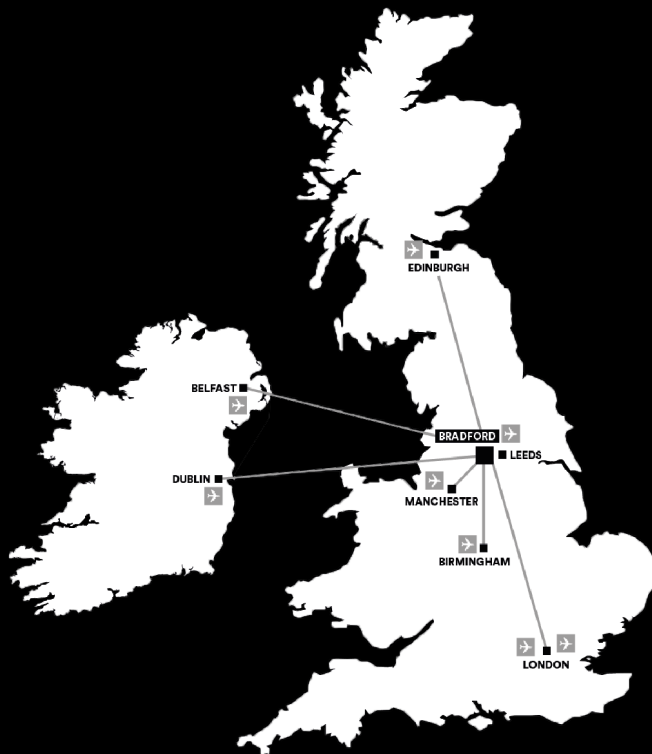 EDINBURGH
BELFAST
BRADFORD
LEEDS
DUBLIN
MANCHESTER
BIRMINGHAM
LONDON